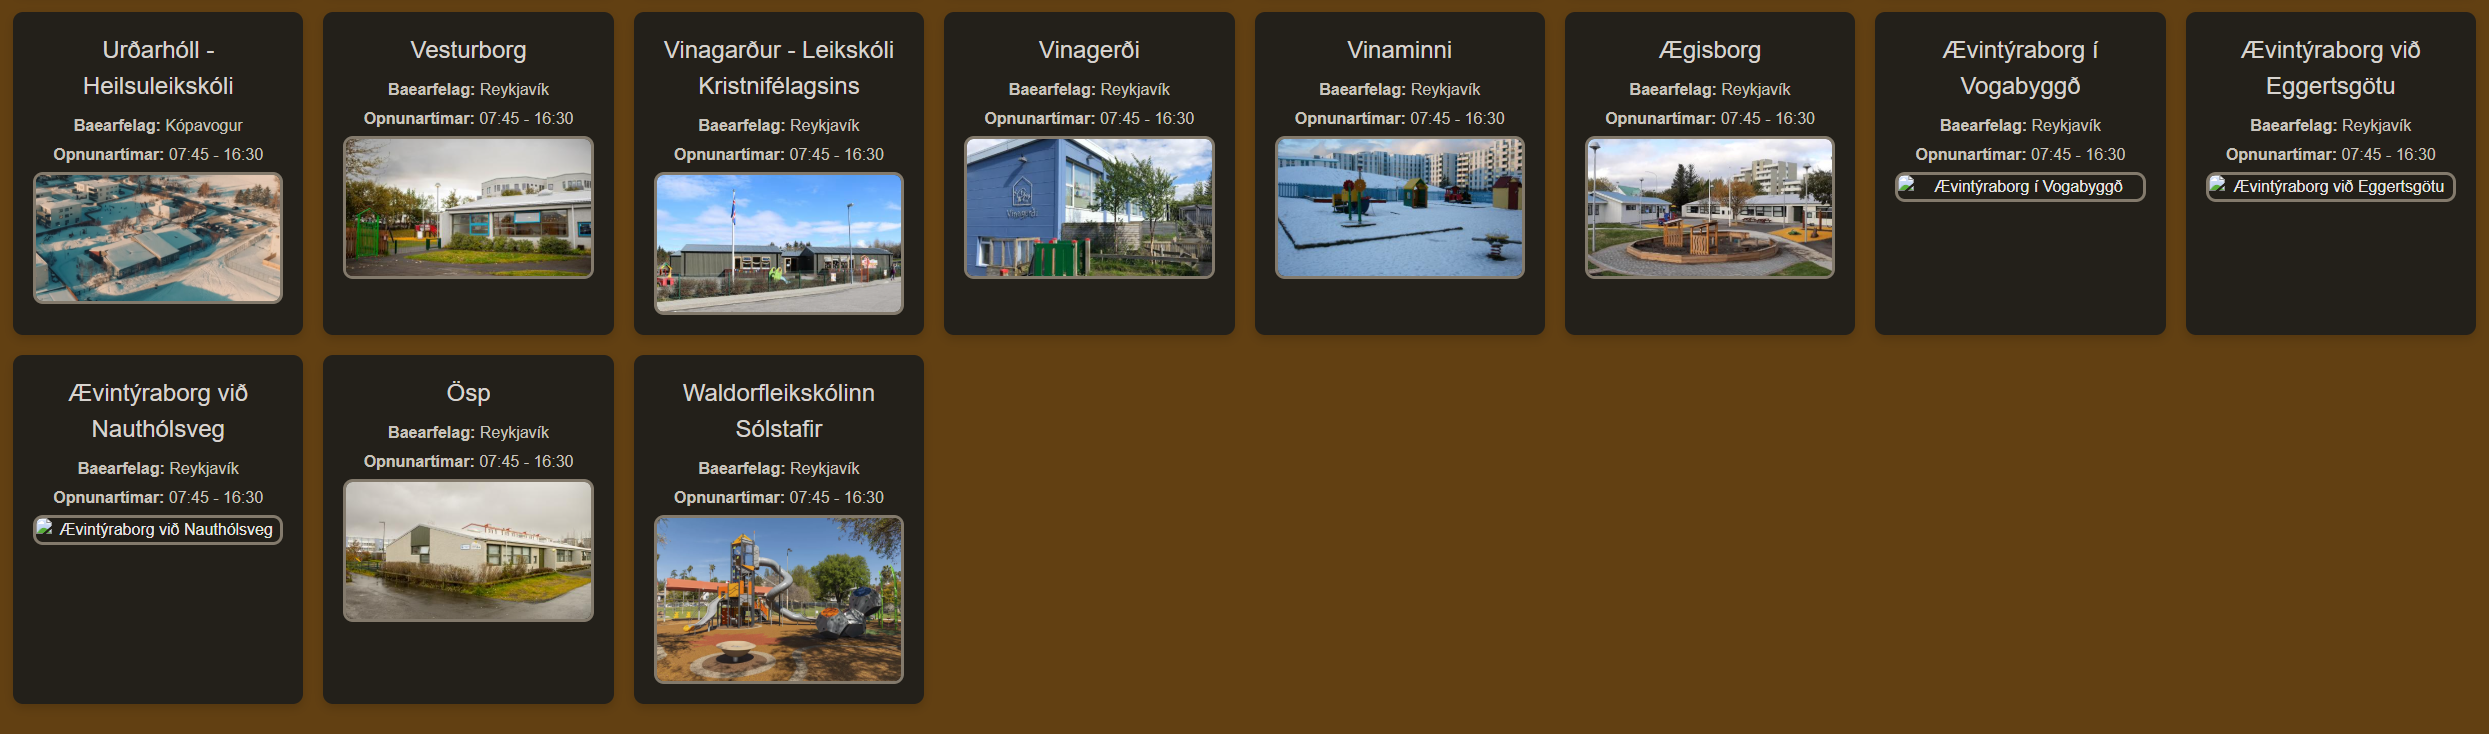 Urðarhóll -
Heilsuleikskóli
Baearfelag: Kópavogur
Opnunartímar: 07:45 - 16:30
Vesturborg
Baearfelag: Reykjavík
Opnunartímar: 07:45 - 16:30
Vinagarður - Leikskóli
Kristnifélagsins
Baearfelag: Reykjavík
Opnunartímar: 07:45 - 16:30
Vinagerði
Baearfelag: Reykjavík
Opnunartímar: 07:45 - 16:30
Vinagerði
Vinaminni
Baearfelag: Reykjavík
Opnunartímar: 07:45 - 16:30
Ægisborg
Baearfelag: Reykjavík
Opnunartímar: 07:45 - 16:30
Ævintýraborg í
Vogabyggð
Baearfelag: Reykjavík
Opnunartímar: 07:45 - 16:30
Ævintýraborg í Vogabyggð
Ævintýraborg við
Eggertsgötu
Baearfelag: Reykjavík
Opnunartímar: 07:45 - 16:30
Ævintýraborg við Eggertsgötu
Ævintýraborg við
Nauthólsveg
Baearfelag: Reykjavík
Opnunartímar: 07:45 - 16:30
Ævintýraborg við Nauthólsveg
Ösp
Baearfelag: Reykjavík
Opnunartímar: 07:45 - 16:30
Waldorfleikskólinn
Sólstafir
Baearfelag: Reykjavík
Opnunartímar: 07:45 - 16:30